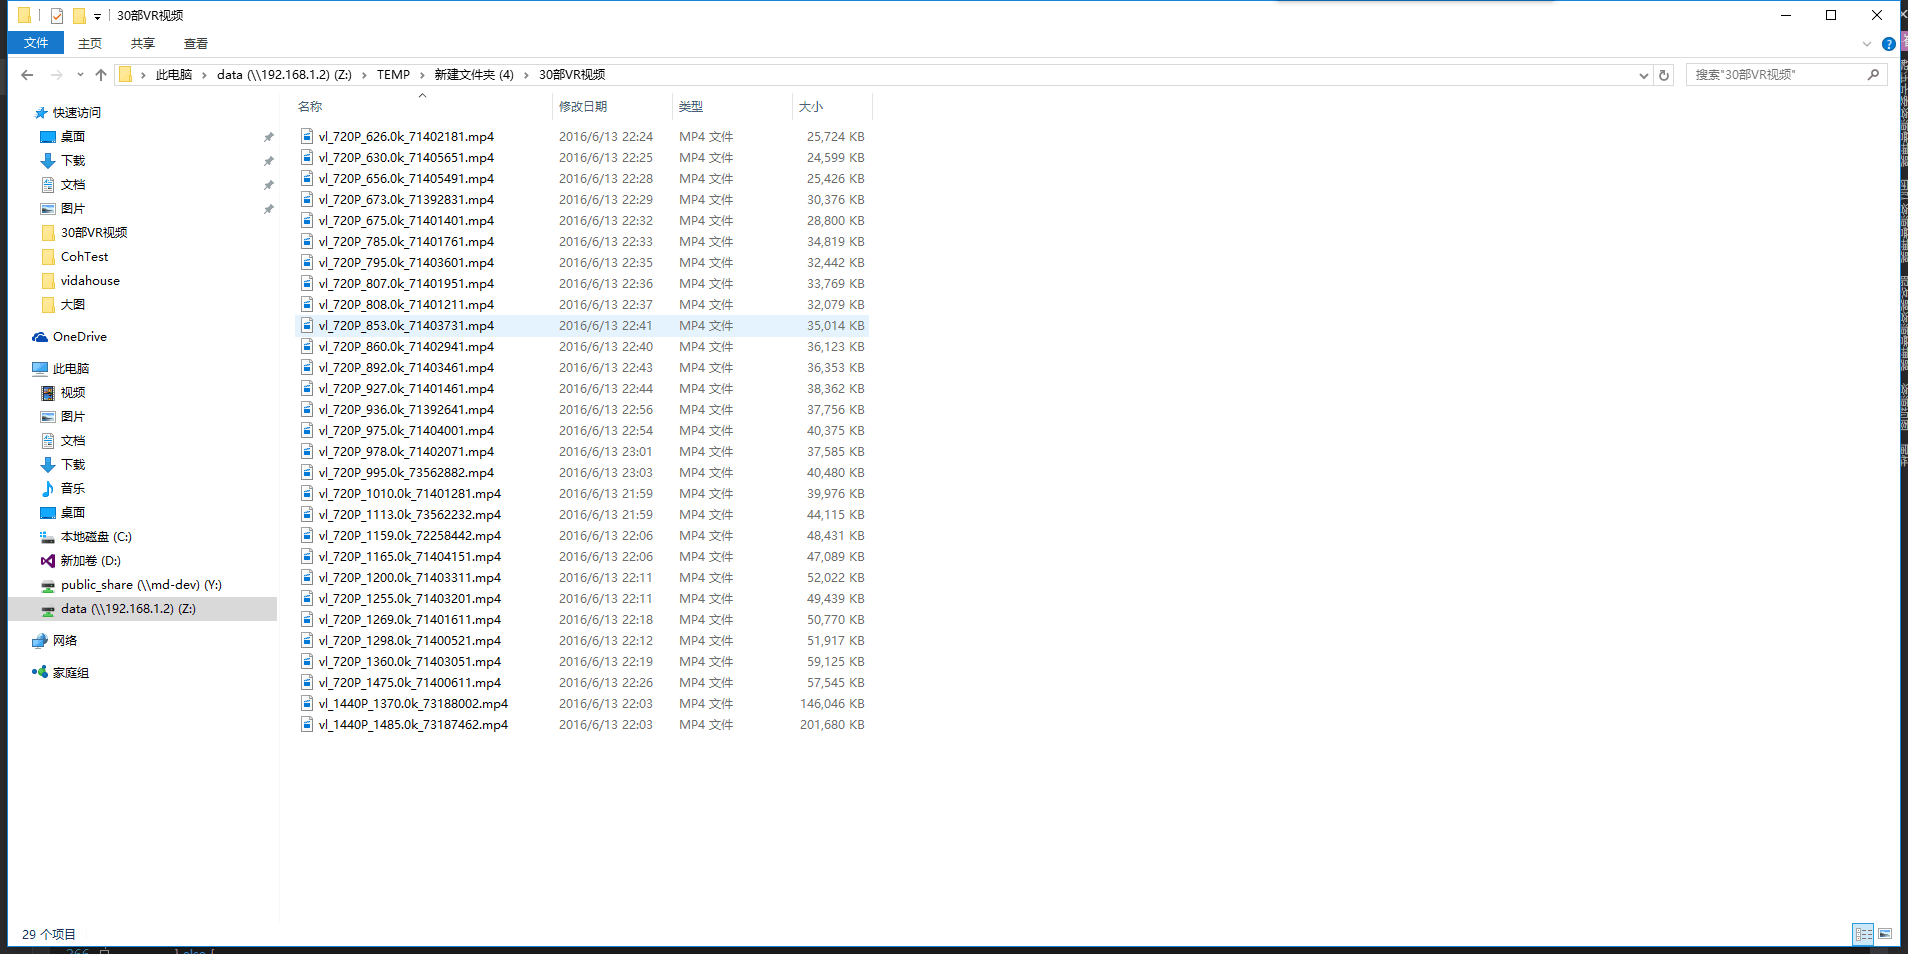 30部VR视频
文件 主页 共享 查看
此电脑 data (\\192.168.1.2) (Z:) TEMP 新建文件夹 (4) 30部VR视频
搜索"30部VR视频"
快速访问
桌面
下载
文档
图片
30部VR视频
CohTest
vidahouse
大图
OneDrive
此电脑
视频
图片
文档
下载
音乐
桌面
本地磁盘 (C:)
新加卷 (D:)
public_share (\\md-dev) (Y:)
data (\\192.168.1.2) (Z:)
网络
家庭组
名称 修改日期 类型 大小
vl_720P_626.0k_71402181.mp4 2016/6/13 22:24 MP4 文件 25,724 KB
vl_720P_630.0k_71405651.mp4 2016/6/13 22:25 MP4 文件 24,599 KB
vl_720P_656.0k_71405491.mp4 2016/6/13 22:28 MP4 文件 25,426 KB
vl_720P_673.0k_71392831.mp4 2016/6/13 22:29 MP4 文件 30,376 KB
vl_720P_675.0k_71401401.mp4 2016/6/13 22:32 MP4 文件 28,800 KB
vl_720P_785.0k_71401761.mp4 2016/6/13 22:33 MP4 文件 34,819 KB
vl_720P_795.0k_71403601.mp4 2016/6/13 22:35 MP4 文件 32,442 KB
vl_720P_807.0k_71401951.mp4 2016/6/13 22:36 MP4 文件 33,769 KB
vl_720P_808.0k_71401211.mp4 2016/6/13 22:37 MP4 文件 32,079 KB
vl_720P_853.0k_71403731.mp4 2016/6/13 22:41 MP4 文件 35,014 KB
vl_720P_860.0k_71402941.mp4 2016/6/13 22:40 MP4 文件 36,123 KB
vl_720P_892.0k_71403461.mp4 2016/6/13 22:43 MP4 文件 36,353 KB
vl_720P_927.0k_71401461.mp4 2016/6/13 22:44 MP4 文件 38,362 KB
vl_720P_936.0k_71392641.mp4 2016/6/13 22:56 MP4 文件 37,756 KB
vl_720P_975.0k_71404001.mp4 2016/6/13 22:54 MP4 文件 40,375 KB
vl_720P_978.0k_71402071.mp4 2016/6/13 23:01 MP4 文件 37,585 KB
vl_720P_995.0k_73562882.mp4 2016/6/13 23:03 MP4 文件 40,480 KB
vl_720P_1010.0k_71401281.mp4 2016/6/13 21:59 MP4 文件 39,976 KB
vl_720P_1113.0k_73562232.mp4 2016/6/13 21:59 MP4 文件 44,115 KB
vl_720P_1159.0k_72258442.mp4 2016/6/13 22:06 MP4 文件 48,431 KB
vl_720P_1165.0k_71404151.mp4 2016/6/13 22:06 MP4 文件 47,089 KB
vl_720P_1200.0k_71403311.mp4 2016/6/13 22:11 MP4 文件 52,022 KB
vl_720P_1255.0k_71403201.mp4 2016/6/13 22:11 MP4 文件 49,439 KB
vl_720P_1269.0k_71401611.mp4 2016/6/13 22:18 MP4 文件 50,770 KB
vl_720P_1298.0k_71400521.mp4 2016/6/13 22:12 MP4 文件 51,917 KB
vl_720P_1360.0k_71403051.mp4 2016/6/13 22:19 MP4 文件 59,125 KB
vl_720P_1475.0k_71400611.mp4 2016/6/13 22:26 MP4 文件 57,545 KB
vl_1440P_1370.0k_73188002.mp4 2016/6/13 22:03 MP4 文件 146,046 KB
vl_1440P_1485.0k_73187462.mp4 2016/6/13 22:03 MP4 文件 201,680 KB
29 个项目